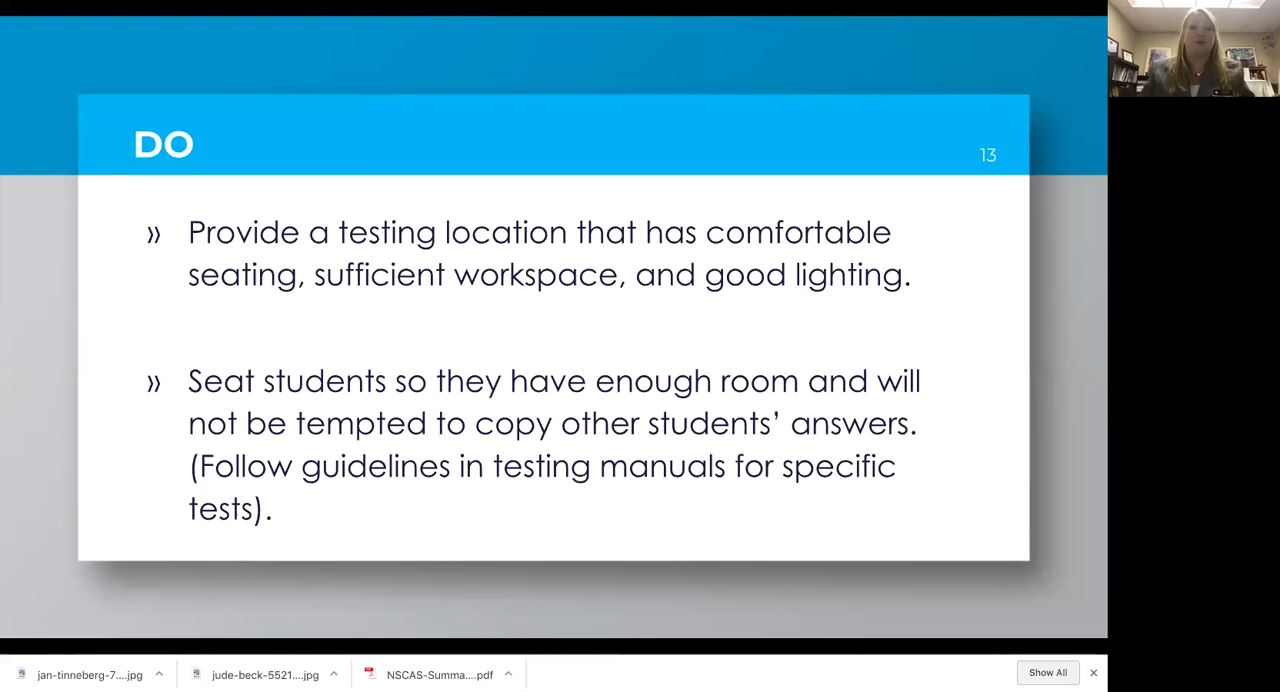 DO
13
» Provide a testing location that has comfortable
seating, sufficient workspace, and good lighting.
» Seat students so they have enough room and will
not be tempted to copy other students’ answers.
(Follow guidelines in testing manuals for specific
tests).
jan-tinneberg-7....jpg
jude-beck-5521....jpg
NSCAS-Summa....pdf
Show All